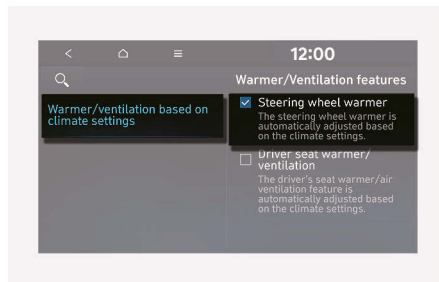 12:00
Warmer/Ventilation features
Warmer/ventilation based on
climate settings
Steering wheel warmer
The steering wheel warmer is
automatically adjusted based
on the climate settings.
Driver seat warmer/
ventilation
The driver's seat warmer/air
ventilation feature is
automatically adjusted based
on the climate settings.